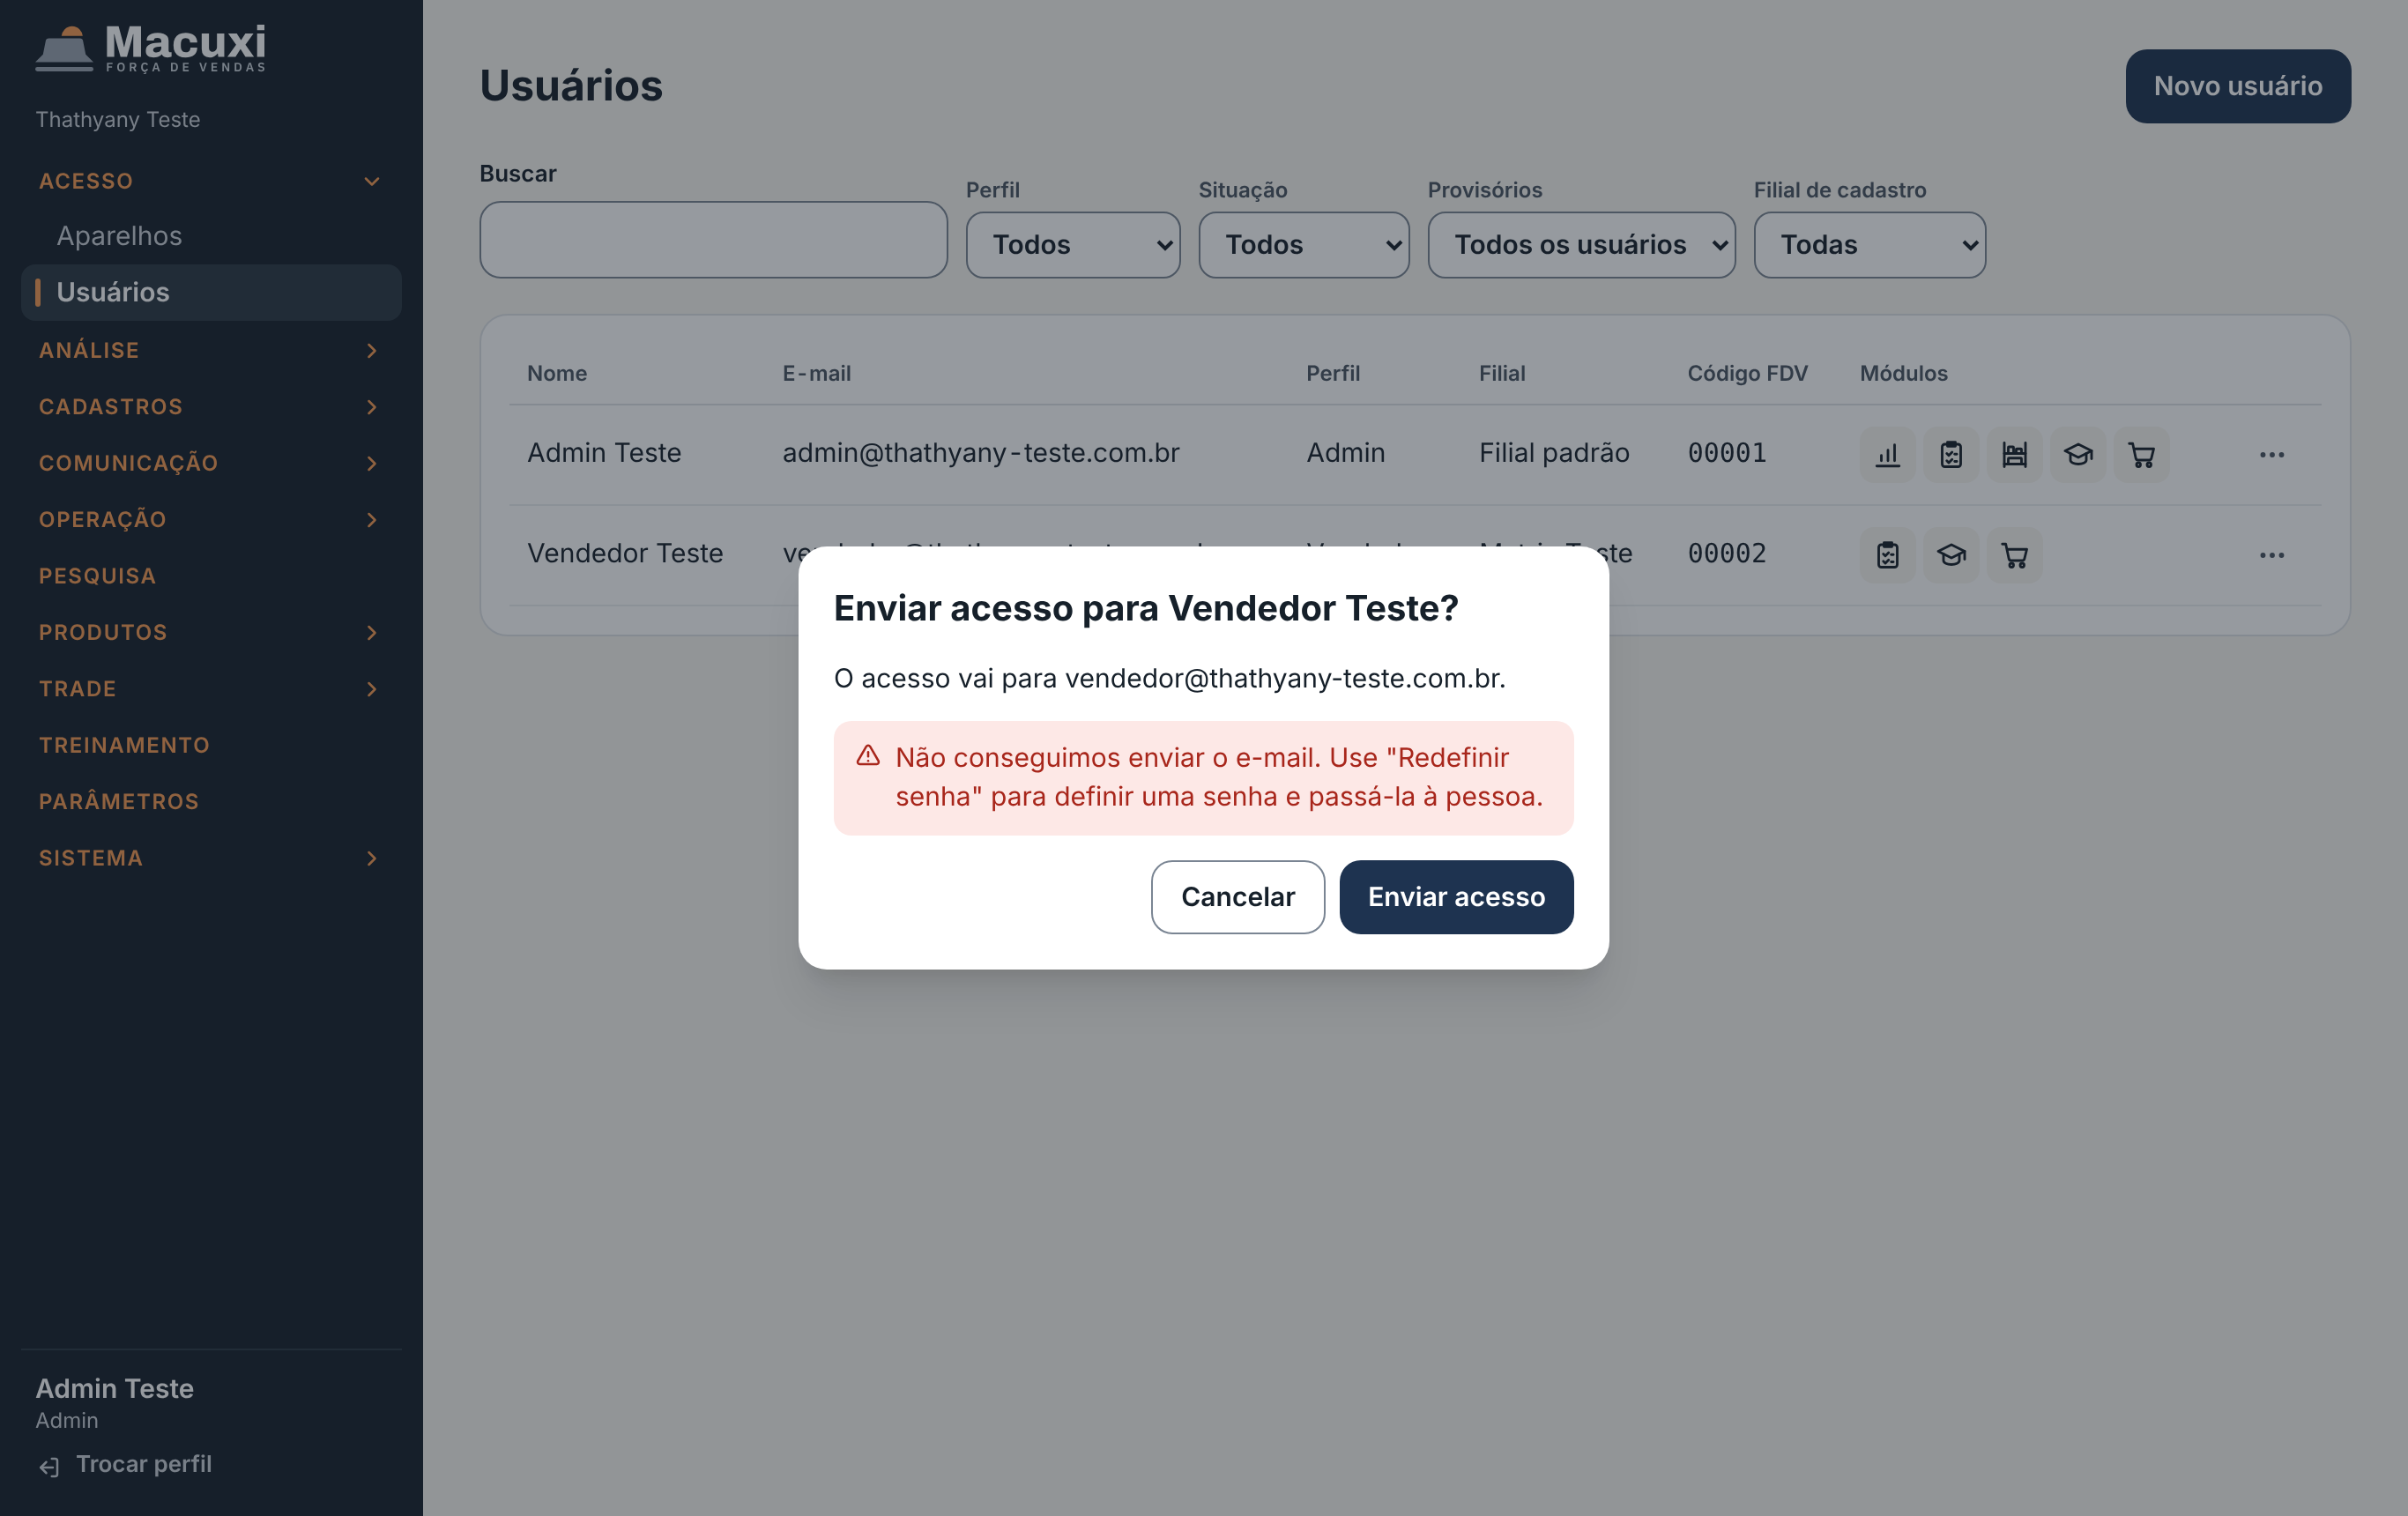 Macuxi
FORÇA DE VENDAS
Thathyany Teste
ACESSO
Aparelhos
Usuários
ANÁLISE
CADASTROS
COMUNICAÇÃO
OPERAÇÃO
PESQUISA
PRODUTOS
TRADE
TREINAMENTO
PARÂMETROS
SISTEMA
Admin Teste
Admin
Trocar perfil
Usuários
Novo usuário
Buscar
Perfil
Situação
Provisórios
Filial de cadastro
Todos
Todos
Todos os usuários
Todas
Nome E-mail Perfil Filial Código FDV Módulos
Admin Teste admin@thathyany-teste.com.br Admin Filial padrão 00001
Vendedor Teste 00002
Enviar acesso para Vendedor Teste?
O acesso vai para vendedor@thathyany-teste.com.br.
Não conseguimos enviar o e-mail. Use "Redefinir
senha" para definir uma senha e passá-la à pessoa.
Cancelar
Enviar acesso